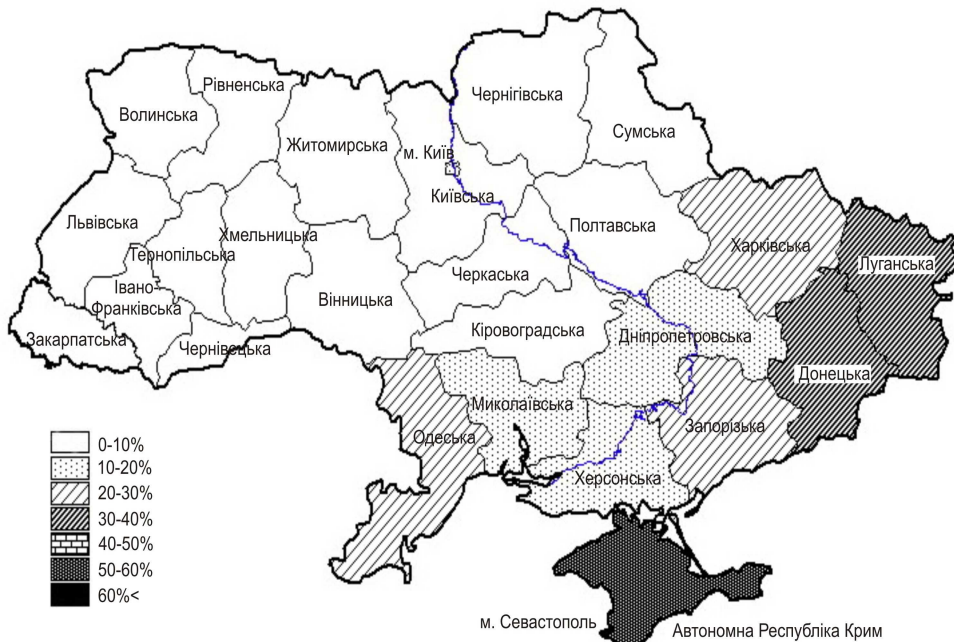 Рівненська
Чернігівська
Волинська
Сумська
Житомирська
м. Київ
Київська
Львівська
Хмельницька
Полтавська
Харківська
Тернопільська
Луганська
Черкаська
Івано-
Франківська
Вінницька
Закарпатська
Чернівецька
Кіровоградська
Дніпропетровська
Донецька
Миколаївська
Одеська
Запорізька
Херсонська
0-10%
10-20%
20-30%
30-40%
40-50%
50-60%
60%<
м. Севастополь
Автономна Республіка Крим